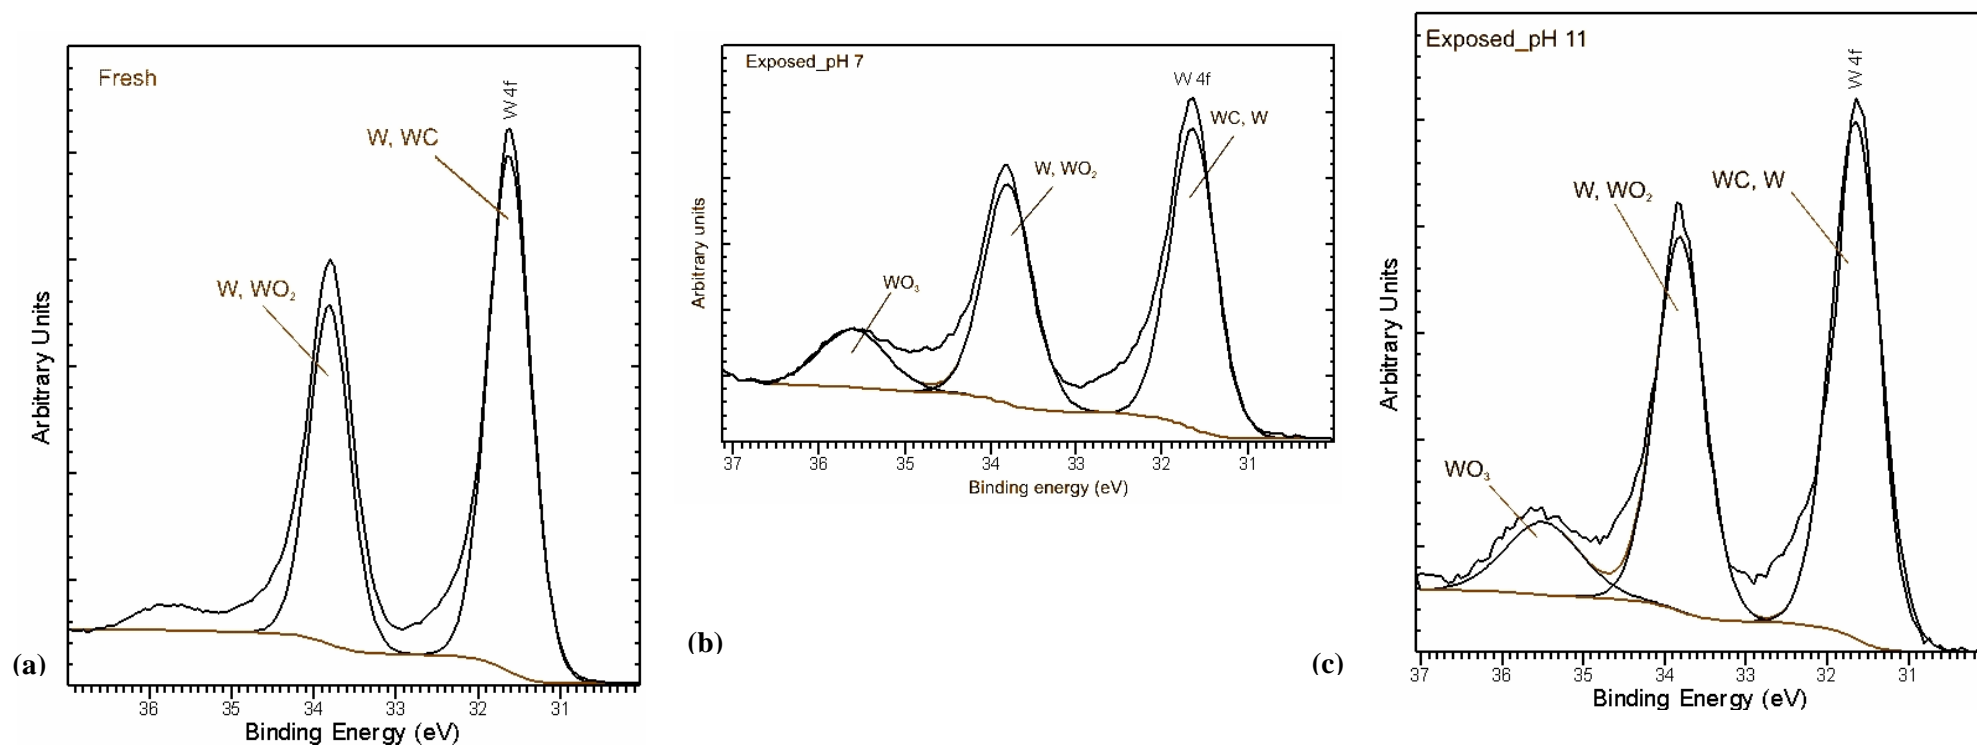 Fresh
W 4f
W, WC
W, WO₂
Arbitrary Units
36 35 34 33 32 31
Binding Energy (eV)
(a)
Exposed_pH 7
W 4f
WC, W
W, WO₂
WO₃
Arbitrary units
37 36 35 34 33 32 31
Binding energy (eV)
(b)
Exposed_pH 11
W 4f
WC, W
W, WO₂
WO₃
Arbitrary Units
37 36 35 34 33 32 31
Binding Energy (eV)
(c)